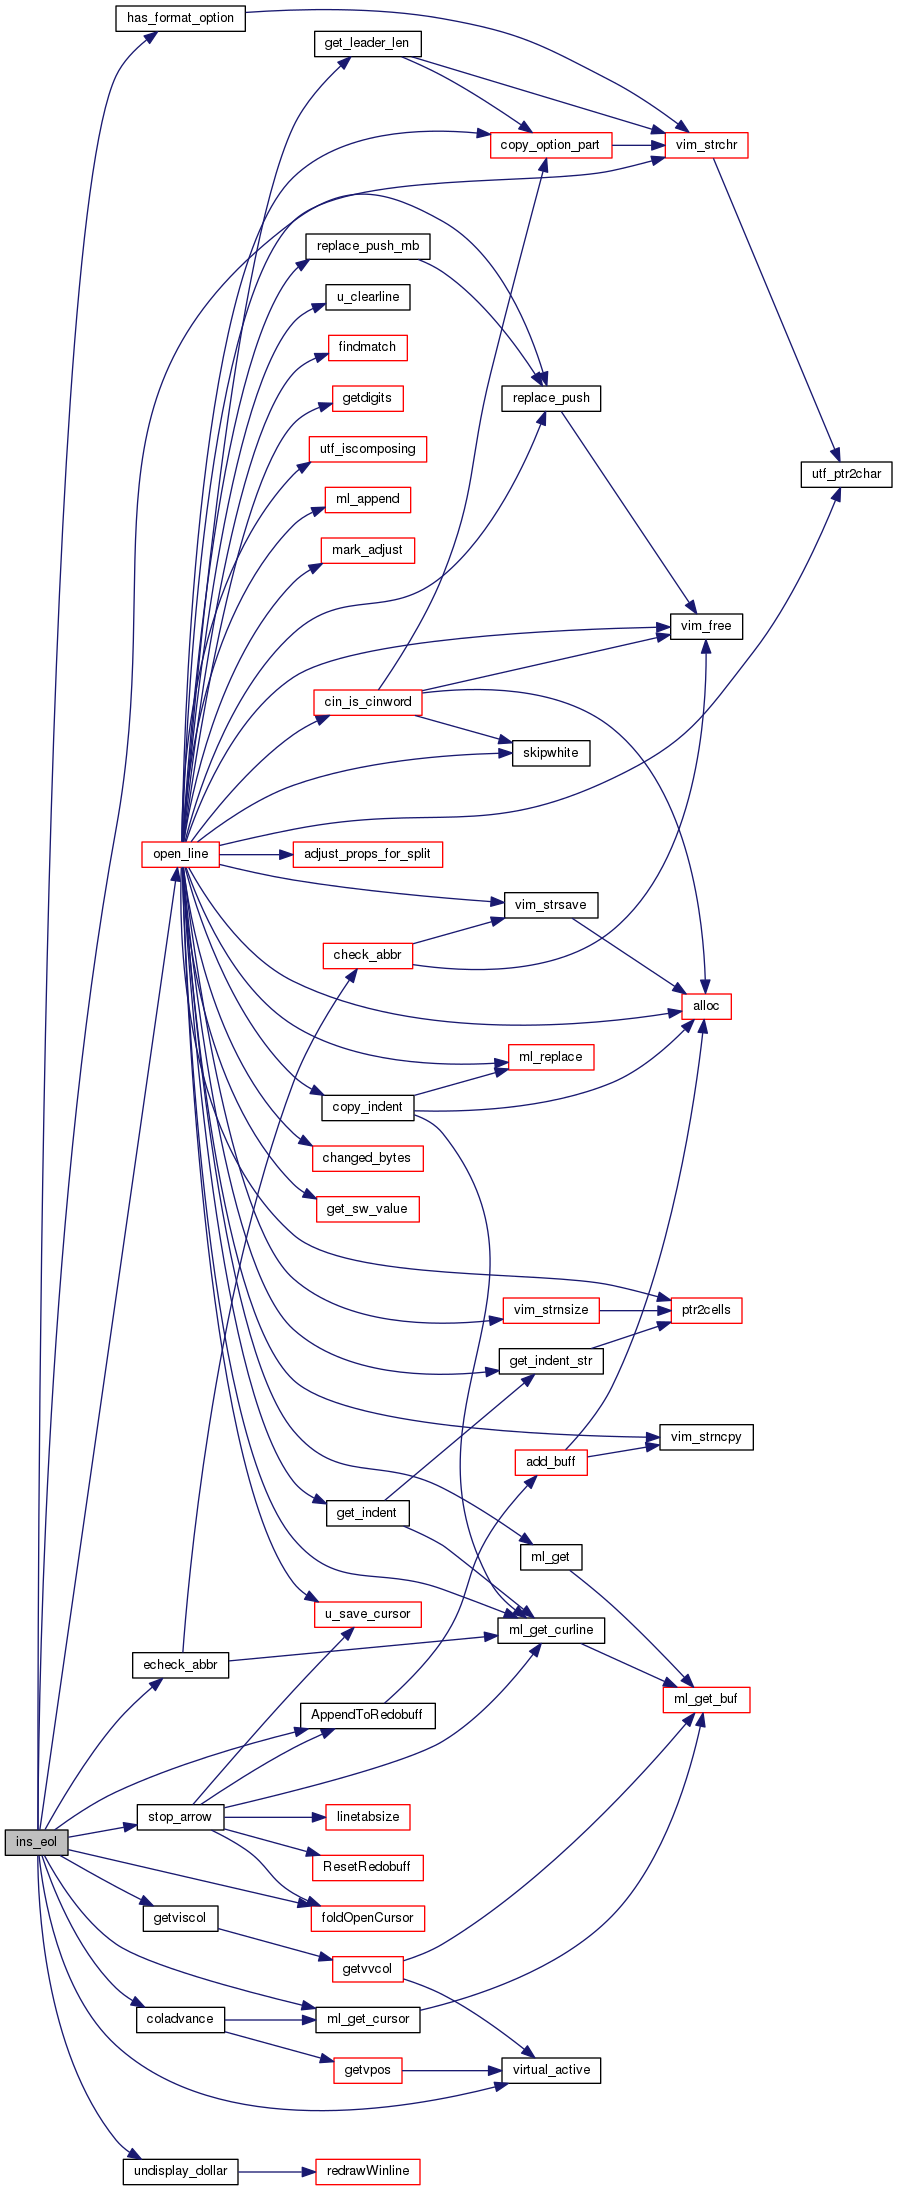 has_format_option
get_leader_len
copy_option_part
vim_strchr
replace_push_mb
u_clearline
findmatch
getdigits
replace_push
utf_iscomposing
utf_ptr2char
ml_append
mark_adjust
vim_free
cin_is_cinword
skipwhite
open_line
adjust_props_for_split
vim_strsave
check_abbr
alloc
ml_replace
copy_indent
changed_bytes
get_sw_value
vim_strnsize
ptr2cells
get_indent_str
vim_strncpy
add_buff
get_indent
ml_get
u_save_cursor
ml_get_curline
echeck_abbr
ml_get_buf
AppendToRedobuff
stop_arrow
linetabsize
ins_eol
ResetRedobuff
getviscol
foldOpenCursor
getvvcol
coladvance
ml_get_cursor
getvpos
virtual_active
undisplay_dollar
redrawWinline